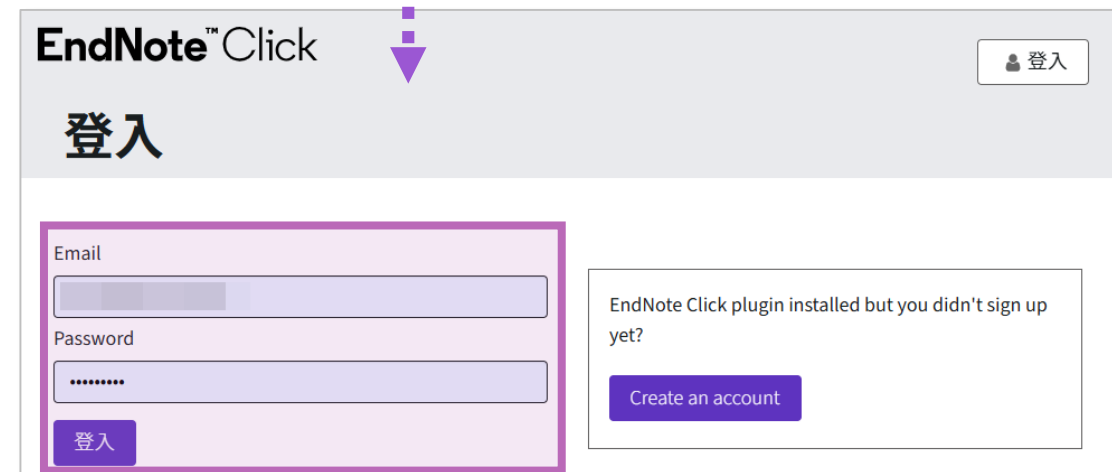 EndNote™ Click
登入
登入
Email
Password
•••••••••
登入
EndNote Click plugin installed but you didn't sign up
yet?
Create an account